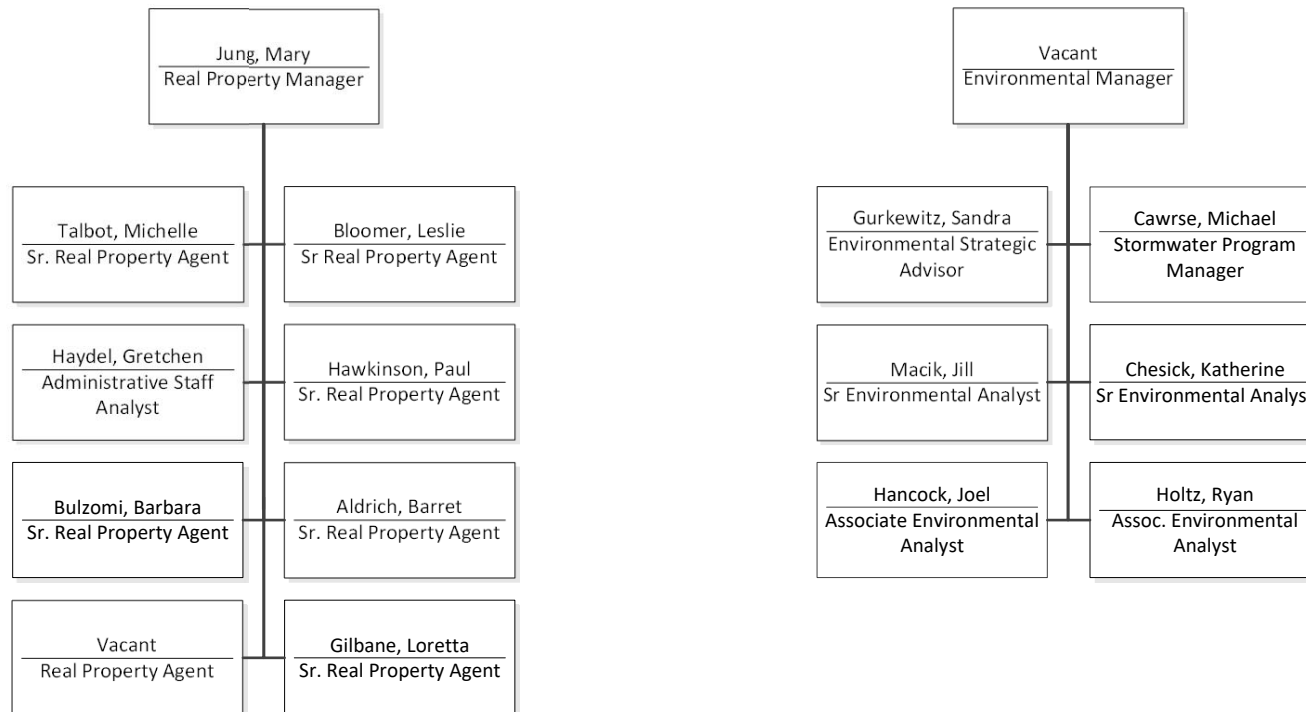 Jung, Mary
Real Property Manager
Vacant
Environmental Manager
Talbot, Michelle
Sr. Real Property Agent
Bloomer, Leslie
Sr Real Property Agent
Gurkewitz, Sandra
Environmental Strategic
Advisor
Cawrse, Michael
Stormwater Program
Manager
Haydel, Gretchen
Administrative Staff
Analyst
Hawkinson, Paul
Sr. Real Property Agent
Macik, Jill
Sr Environmental Analyst
Chesick, Katherine
Sr Environmental Analys
Bulzomi, Barbara
Sr. Real Property Agent
Aldrich, Barret
Sr. Real Property Agent
Hancock, Joel
Associate Environmental
Analyst
Holtz, Ryan
Assoc. Environmental
Analyst
Vacant
Real Property Agent
Gilbane, Loretta
Sr. Real Property Agent